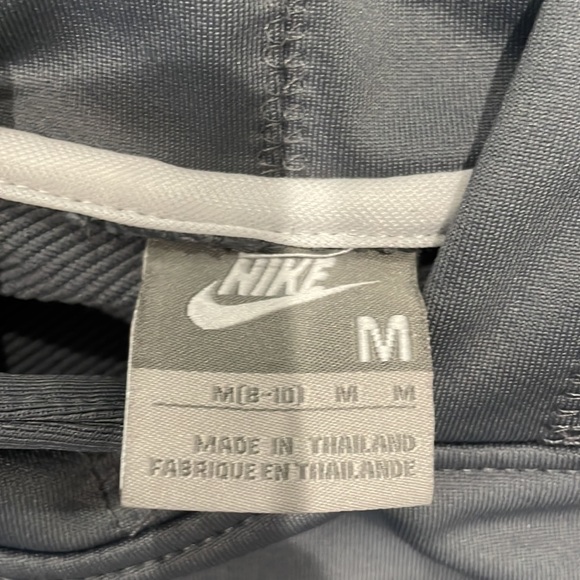 NIKE
M
M(8-10) M M
MADE IN THAILAND
FABRIQUE EN THAILANDE